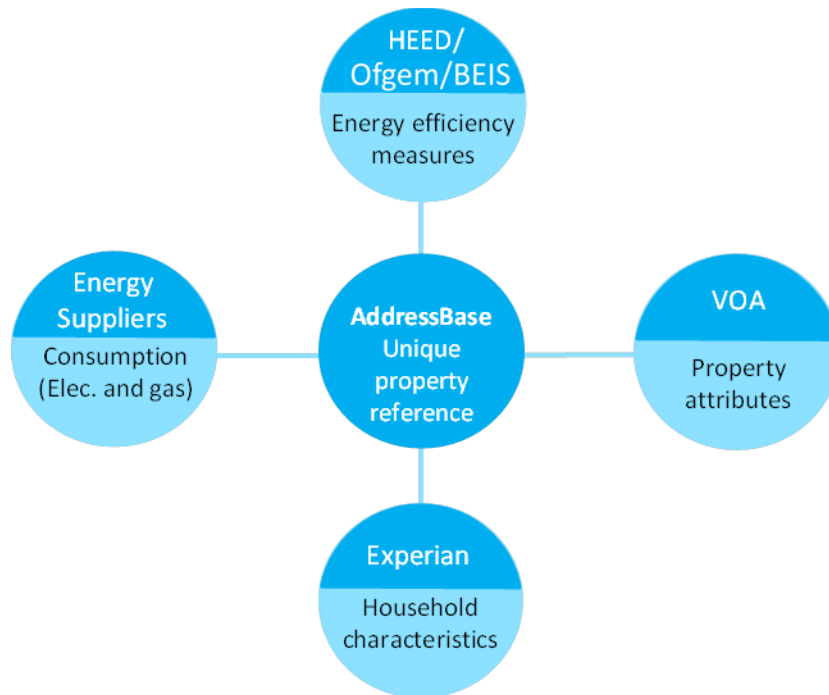 HEED/
Ofgem/BEIS
Energy efficiency
measures
Energy
Suppliers
Consumption
(Elec. and gas)
AddressBase
Unique
property
reference
VOA
Property
attributes
Experian
Household
characteristics